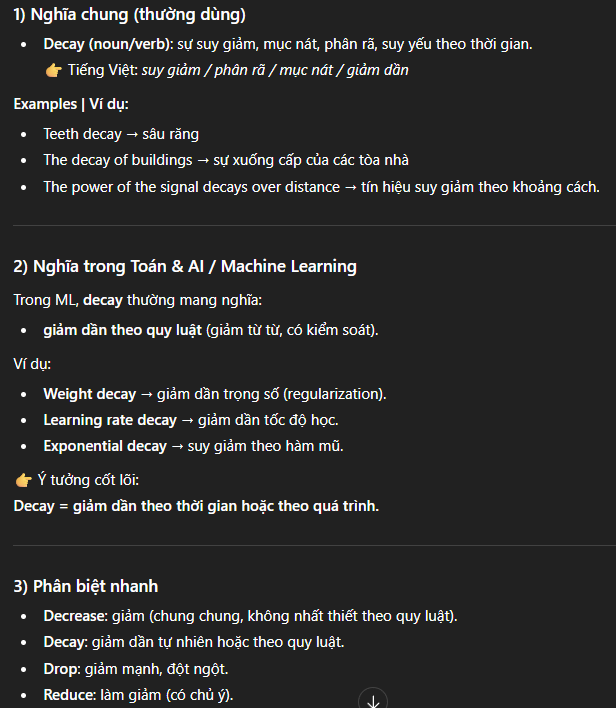 1) Nghĩa chung (thường dùng)
• Decay (noun/verb): sự suy giảm, mục nát, phân rã, suy yếu theo thời gian.
👉 Tiếng Việt: suy giảm / phân rã / mục nát / giảm dần
Examples | Ví dụ:
• Teeth decay → sâu răng
• The decay of buildings → sự xuống cấp của các tòa nhà
• The power of the signal decays over distance → tín hiệu suy giảm theo khoảng cách.
2) Nghĩa trong Toán & AI / Machine Learning
Trong ML, decay thường mang nghĩa:
• giảm dần theo quy luật (giảm từ từ, có kiểm soát).
Ví dụ:
• Weight decay → giảm dần trọng số (regularization).
• Learning rate decay → giảm dần tốc độ học.
• Exponential decay → suy giảm theo hàm mũ.
👉 Ý tưởng cốt lõi:
Decay = giảm dần theo thời gian hoặc theo quá trình.
3) Phân biệt nhanh
• Decrease: giảm (chung chung, không nhất thiết theo quy luật).
• Decay: giảm dần tự nhiên hoặc theo quy luật.
• Drop: giảm mạnh, đột ngột.
• Reduce: làm giảm (có chủ ý).